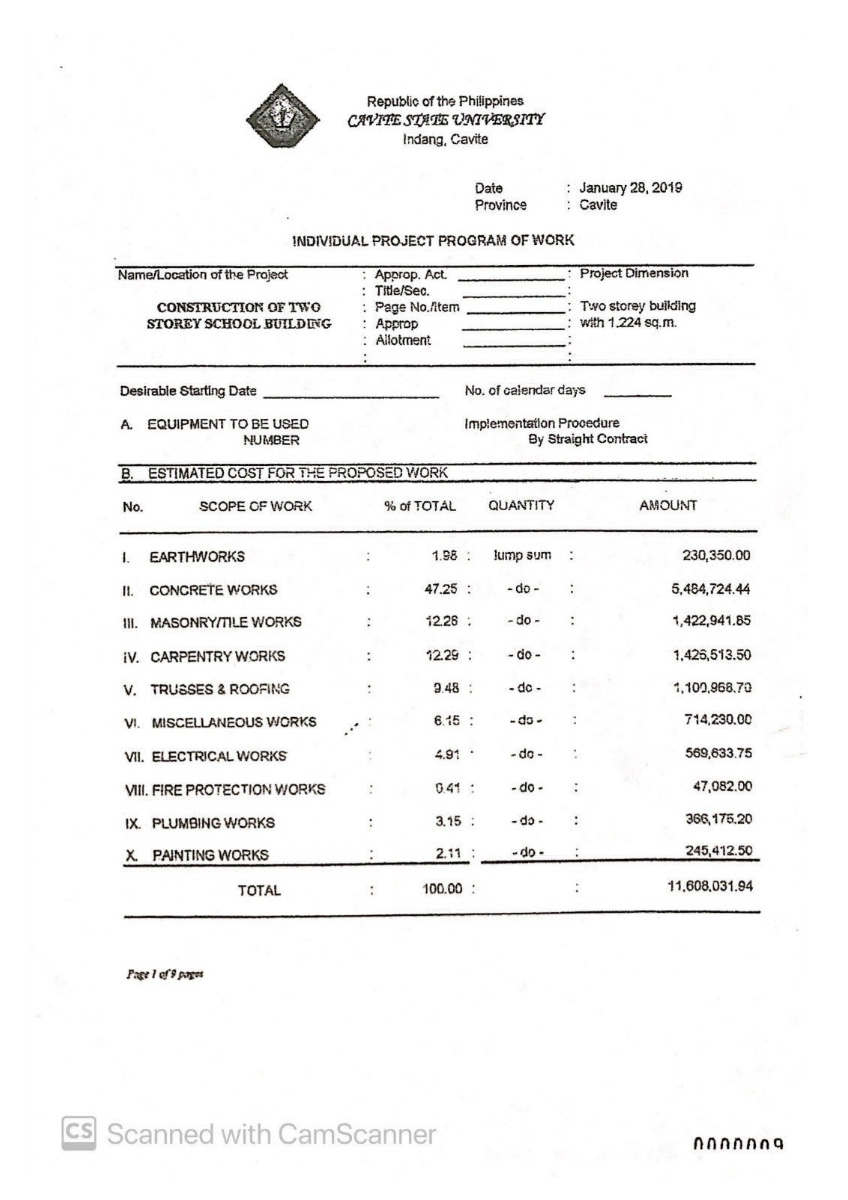 Republic of the Philippines
CAVITE STATE UNIVERSITY
Indang, Cavite
Date : January 28, 2019
Province : Cavite
INDIVIDUAL PROJECT PROGRAM OF WORK
Name/Location of the Project : Approp. Act. ____________ : Project Dimension
: Title/Sec. ____________ :
CONSTRUCTION OF TWO : Page No./Item ____________ : Two storey building
STOREY SCHOOL BUILDING : Approp ____________ : with 1,224 sq.m.
: Allotment ____________ :
: :
Desirable Starting Date ____________ No. of calendar days ________
A. EQUIPMENT TO BE USED Implementation Procedure
NUMBER By Straight Contract
B. ESTIMATED COST FOR THE PROPOSED WORK
No. SCOPE OF WORK % of TOTAL QUANTITY AMOUNT
I. EARTHWORKS : 1.98 : lump sum : 230,350.00
II. CONCRETE WORKS : 47.25 : - do - : 5,484,724.44
III. MASONRY/TILE WORKS : 12.26 : - do - : 1,422,941.85
IV. CARPENTRY WORKS : 12.29 : - do - : 1,426,513.50
V. TRUSSES & ROOFING : 9.48 : - do - : 1,100,968.70
VI. MISCELLANEOUS WORKS : 6.15 : - do - : 714,230.00
VII. ELECTRICAL WORKS : 4.91 : - do - : 569,633.75
VIII. FIRE PROTECTION WORKS : 0.41 : - do - : 47,082.00
IX. PLUMBING WORKS : 3.15 : - do - : 366,175.20
X. PAINTING WORKS : 2.11 : - do - : 245,412.50
TOTAL : 100.00 : : 11,608,031.94
Page 1 of 9 pages
CS Scanned with CamScanner